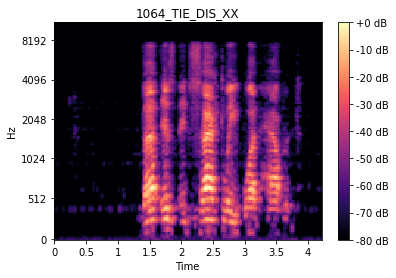 1064_TIE_DIS_XX
8192
4096
2048
1024
512
0
Hz
0 0.5 1 1.5 2 2.5 3 3.5 4
Time
+0 dB
-10 dB
-20 dB
-30 dB
-40 dB
-50 dB
-60 dB
-70 dB
-80 dB